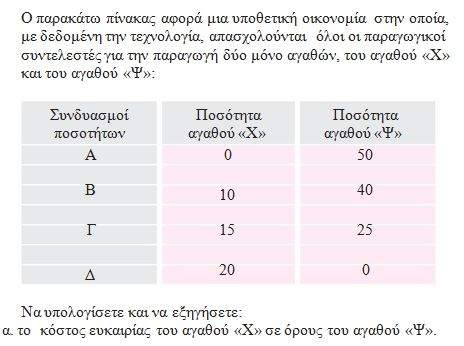 Ο παρακάτω πίνακας αφορά μια υποθετική οικονομία στην οποία,
με δεδομένη την τεχνολογία, απασχολούνται όλοι οι παραγωγικοί
συντελεστές για την παραγωγή δύο μόνο αγαθών, του αγαθού «Χ»
και του αγαθού «Ψ»:
Συνδυασμοί ποσοτήτων Ποσότητα αγαθού «Χ» Ποσότητα αγαθού «Ψ»
Α 0 50
Β 10 40
Γ 15 25
Δ 20 0
Να υπολογίσετε και να εξηγήσετε:
α. το κόστος ευκαιρίας του αγαθού «Χ» σε όρους του αγαθού «Ψ».